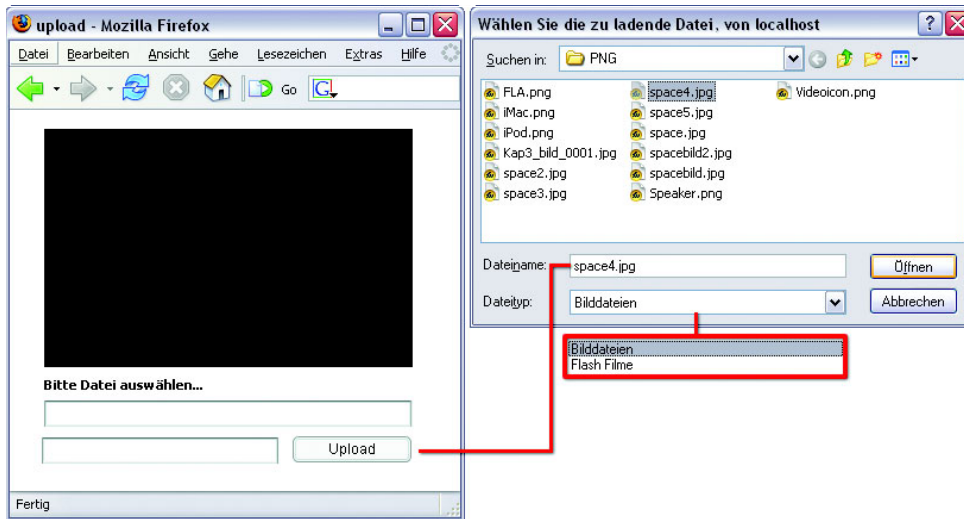 upload - Mozilla Firefox
Datei Bearbeiten Ansicht Gehe Lesezeichen Extras Hilfe
Go G
Bitte Datei auswählen...
Upload
Fertig
Wählen Sie die zu ladende Datei, von localhost
Suchen in: PNG
FLA.png space4.jpg Videoicon.png
iMac.png space5.jpg
iPod.png space.jpg
Kap3_bild_0001.jpg spacebild2.jpg
space2.jpg spacebild.jpg
space3.jpg Speaker.png
Dateiname: space4.jpg Öffnen
Dateityp: Bilddateien Abbrechen
Bilddateien
Flash Filme